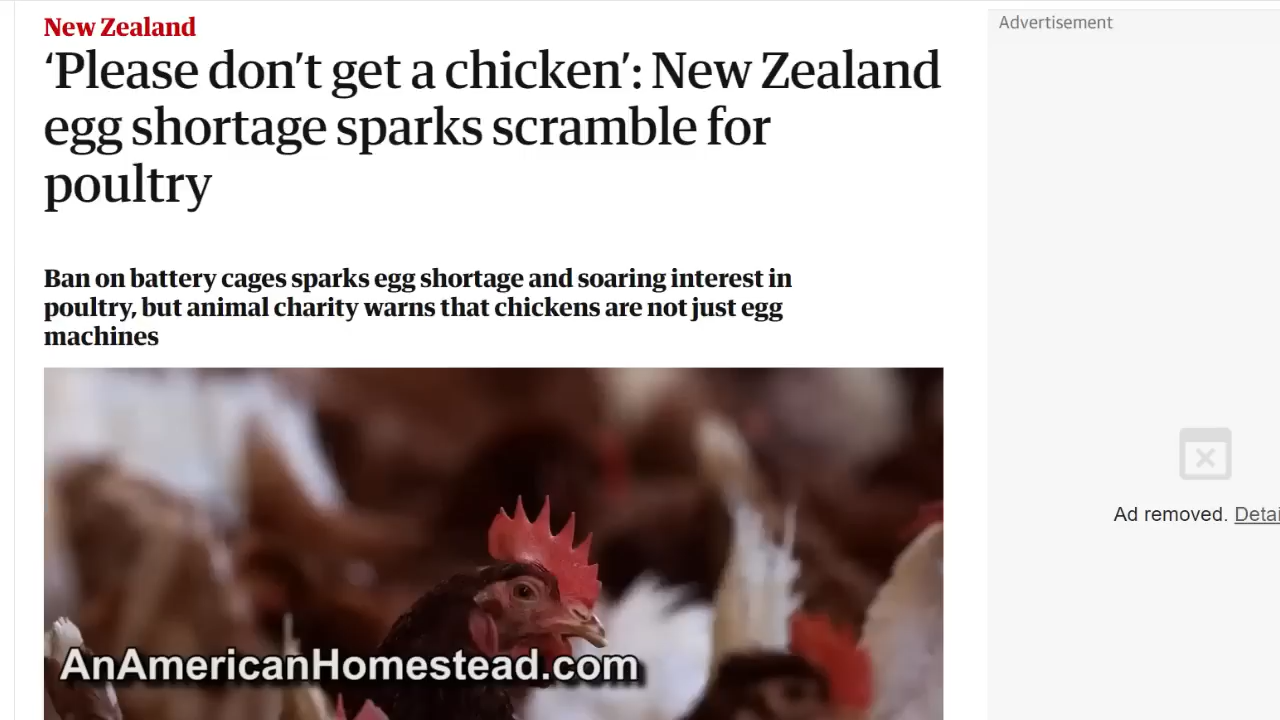 New Zealand
‘Please don’t get a chicken’: New Zealand
egg shortage sparks scramble for
poultry
Ban on battery cages sparks egg shortage and soaring interest in
poultry, but animal charity warns that chickens are not just egg
machines
AnAmericanHomestead.com
Advertisement
Ad removed. Detai